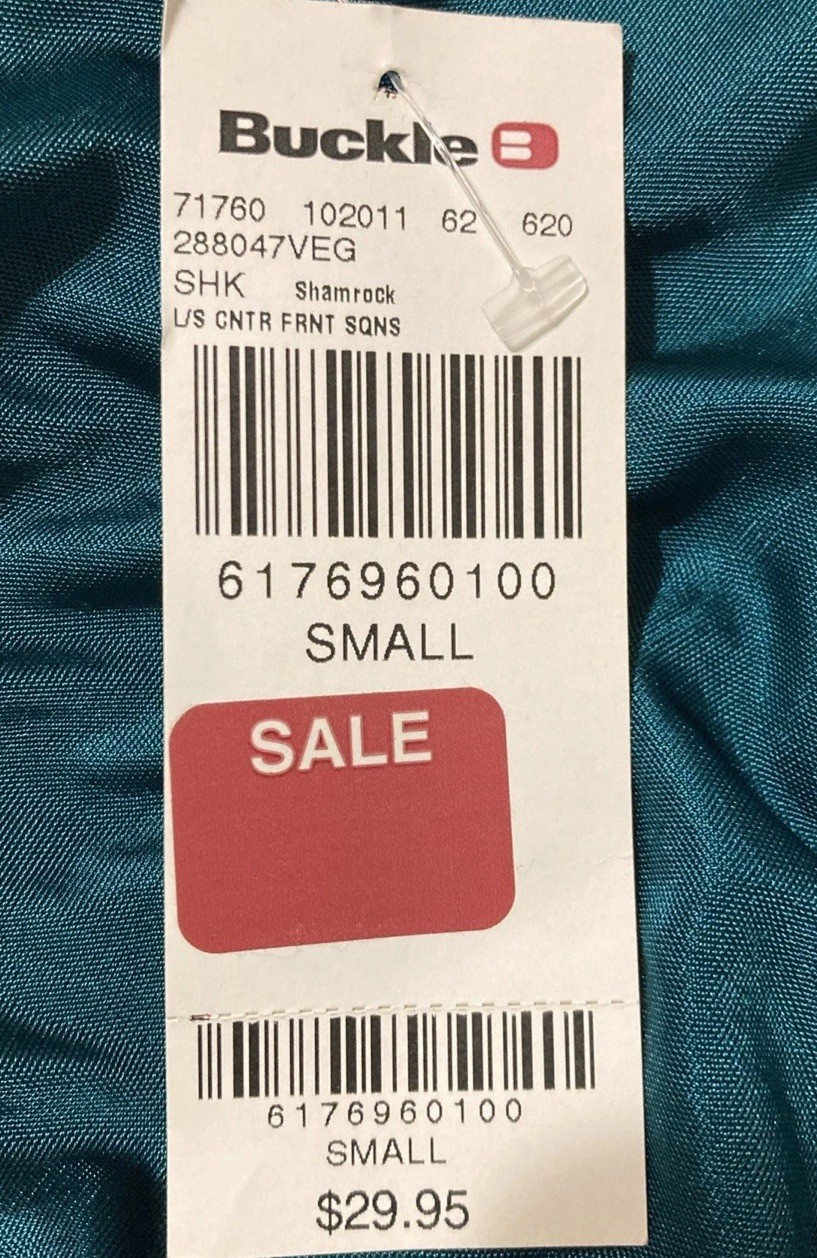 Buckle B
71760 102011 62 620
288047VEG
SHK Shamrock
L/S CNTR FRNT SQNS
6176960100
SMALL
SALE
6176960100
SMALL
$29.95